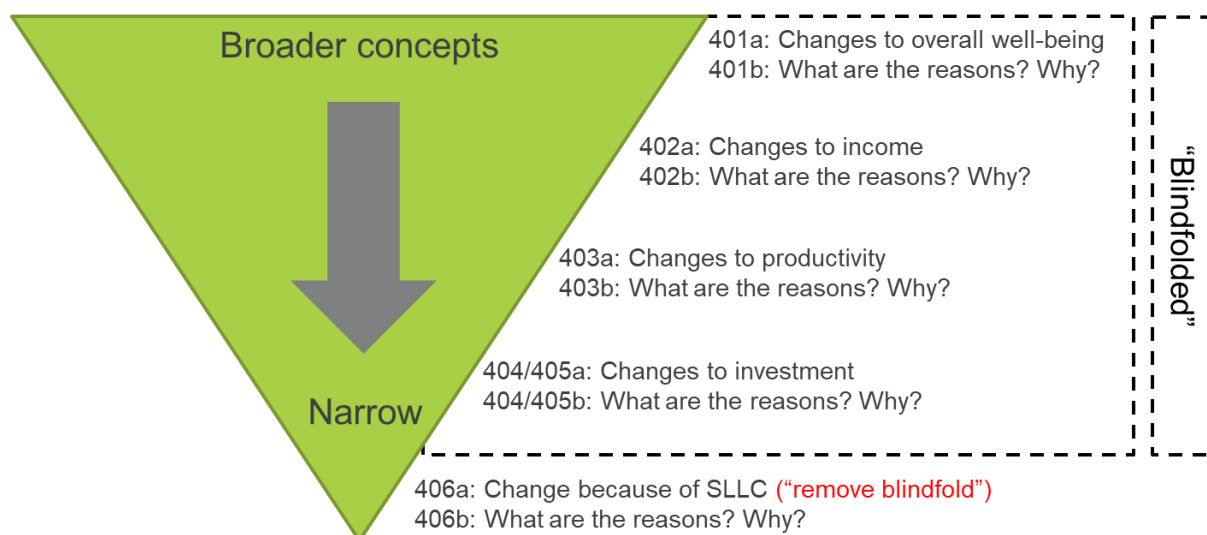 Broader concepts
401a: Changes to overall well-being
401b: What are the reasons? Why?
402a: Changes to income
402b: What are the reasons? Why?
403a: Changes to productivity
403b: What are the reasons? Why?
404/405a: Changes to investment
404/405b: What are the reasons? Why?
Narrow
406a: Change because of SLLC (“remove blindfold”)
406b: What are the reasons? Why?
“Blindfolded”